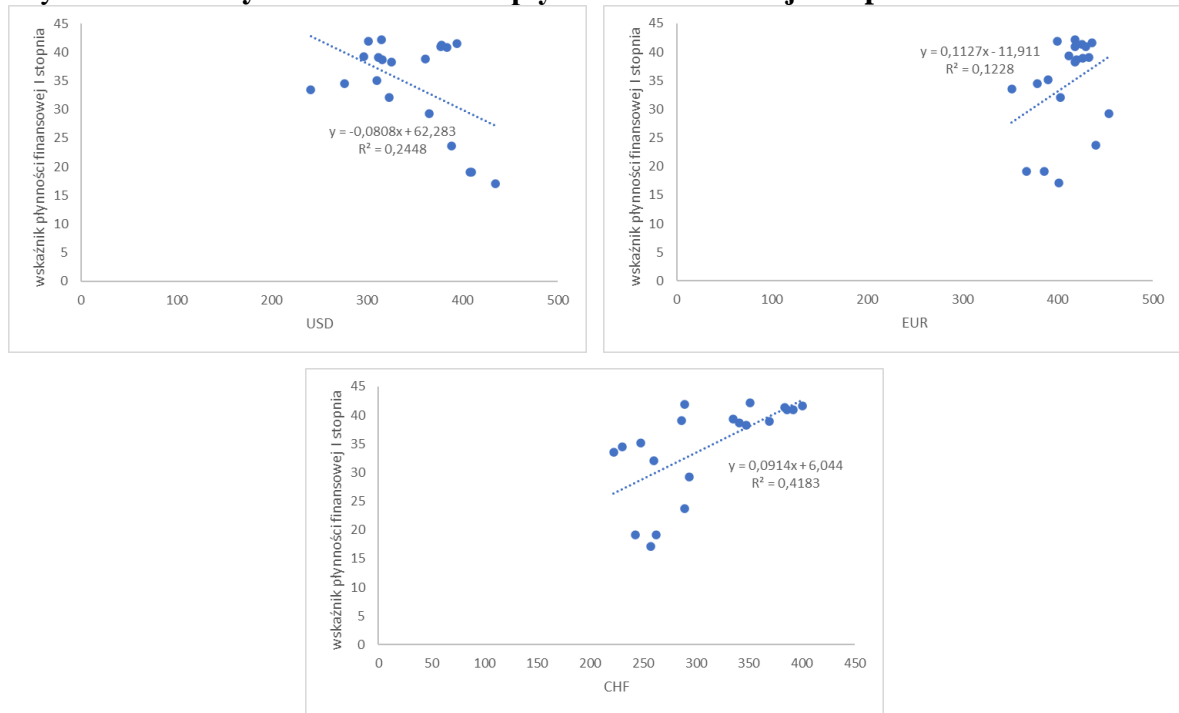 45
40
35
30
25
20
15
10
5
0
wskaźnik płynności finansowej I stopnia
y = -0,0808x + 62,283
R² = 0,2448
0 100 200 300 400 500
USD
45
40
35
30
25
20
15
10
5
0
wskaźnik płynności finansowej I stopnia
y = 0,1127x - 11,911
R² = 0,1228
0 100 200 300 400 500
EUR
45
40
35
30
25
20
15
10
5
0
wskaźnik płynności finansowej I stopnia
y = 0,0914x + 6,044
R² = 0,4183
0 50 100 150 200 250 300 350 400 450
CHF